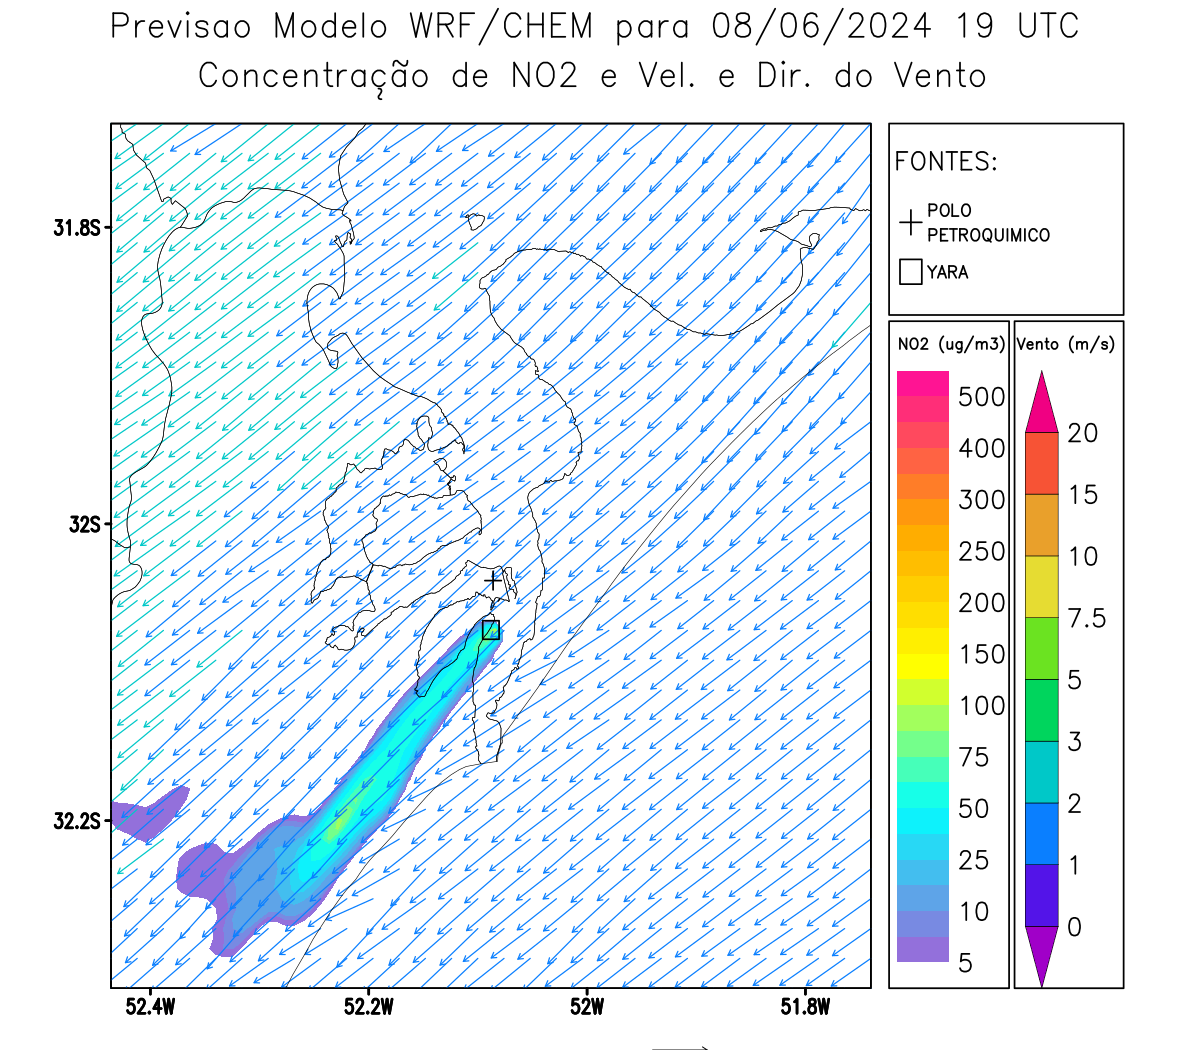 Previsao Modelo WRF/CHEM para 08/06/2024 19 UTC
Concentração de NO2 e Vel. e Dir. do Vento
FONTES:
POLO
PETROQUIMICO
YARA
NO2 (ug/m3)
500
400
300
250
200
150
100
75
50
25
10
5
Vento (m/s)
20
15
10
7.5
5
3
2
1
0
31.8S
32S
32.2S
52.4W
52.2W
52W
51.8W